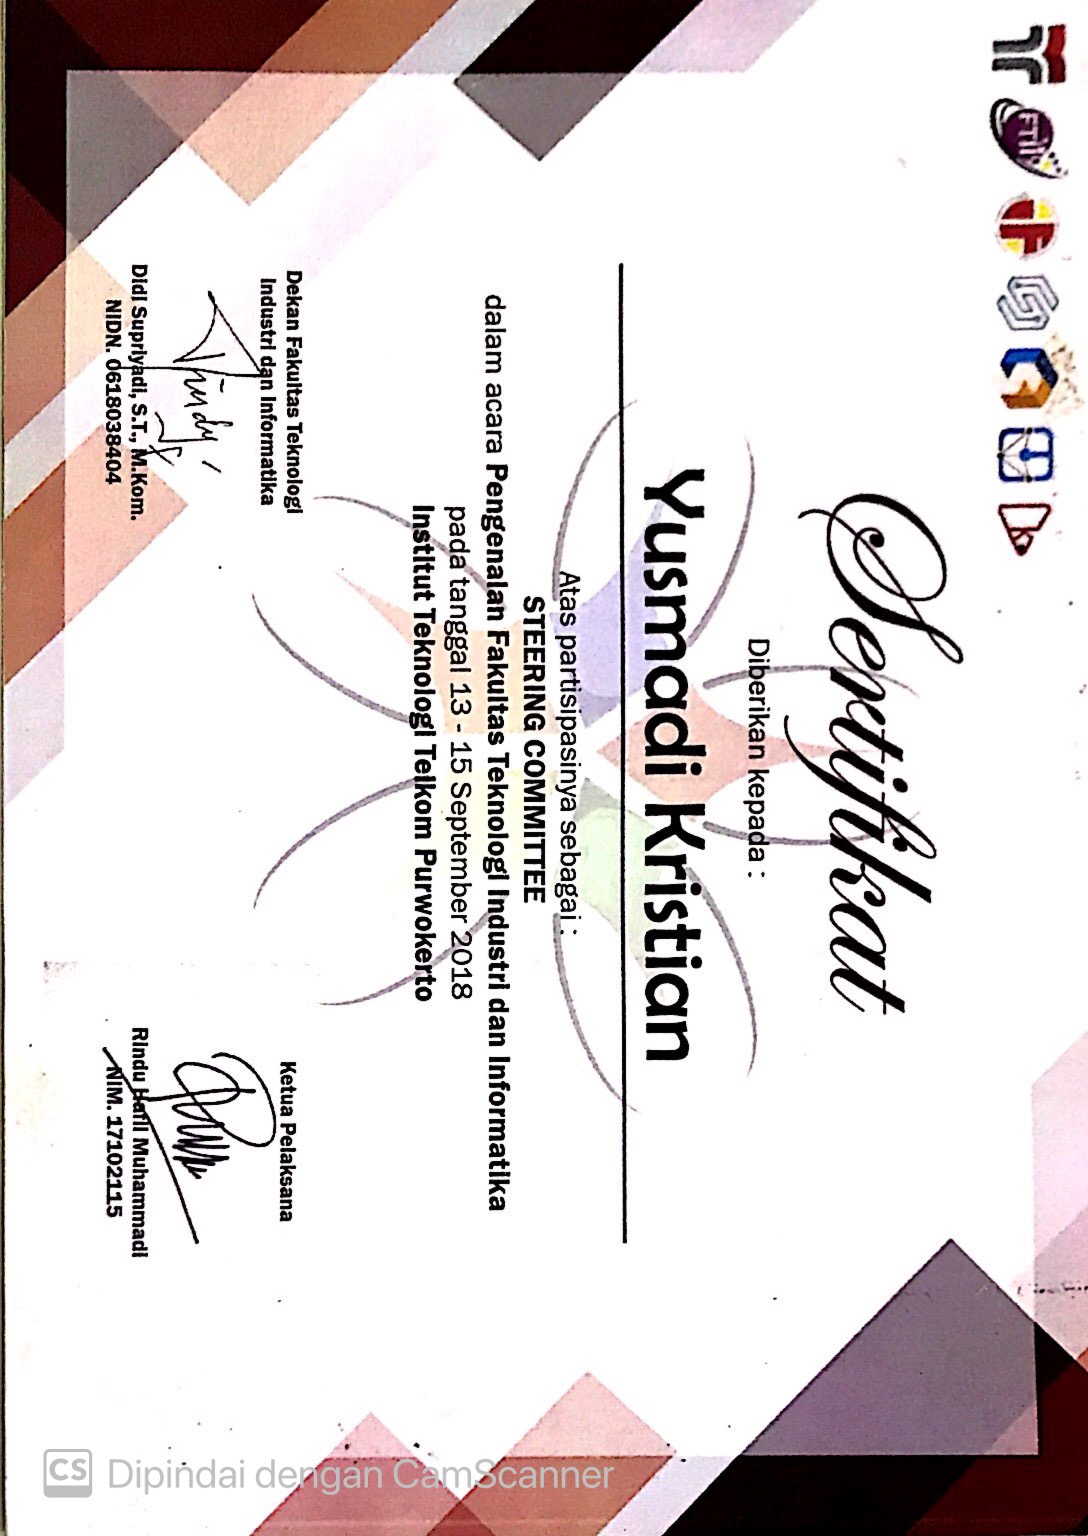 FTII
Sertifikat
Diberikan kepada :
Yusmadi Kristian
Atas partisipasinya sebagai :
STEERING COMMITTEE
dalam acara Pengenalan Fakultas Teknologi Industri dan Informatika
pada tanggal 13 - 15 September 2018
Institut Teknologi Telkom Purwokerto
Dekan Fakultas Teknologi
Industri dan Informatika
Didi Supriyadi, S.T., M.Kom.
NIDN. 0618038404
Ketua Pelaksana
Rindu Hafil Muhammadi
NIM. 17102115
CS Dipindai dengan CamScanner